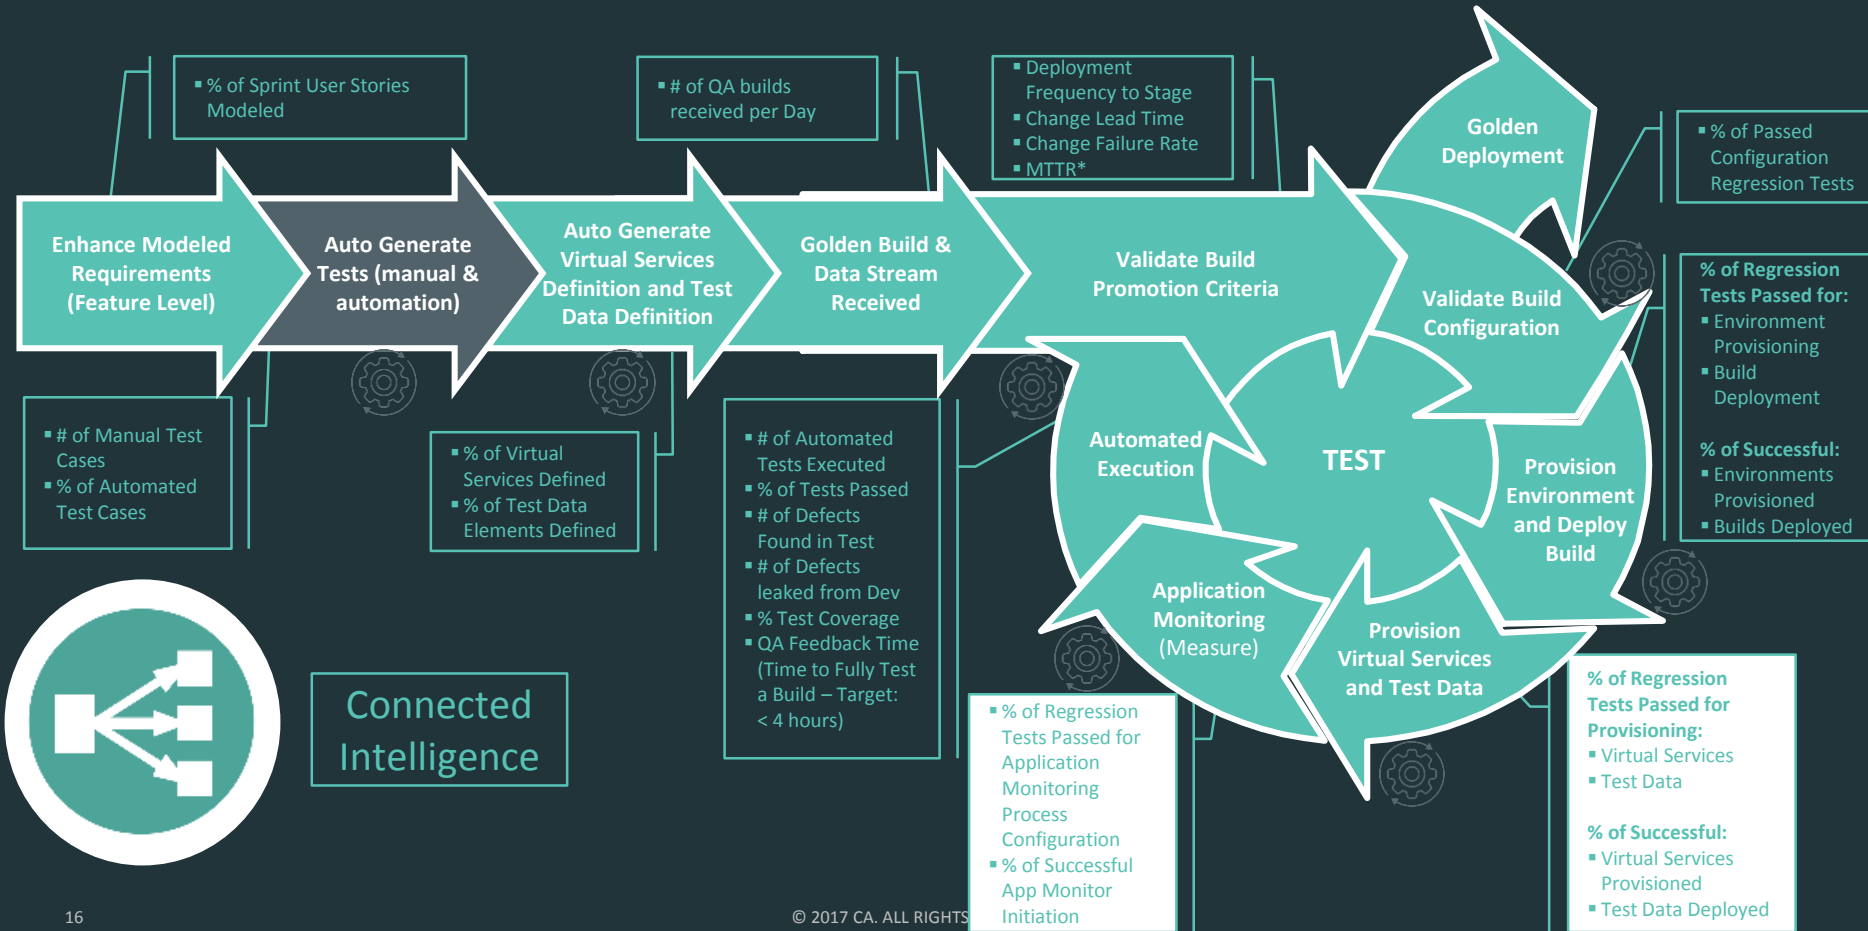 % of Sprint User Stories
Modeled
# of QA builds
received per Day
Deployment
Frequency to Stage
Change Lead Time
Change Failure Rate
MTTR*
Golden
Deployment
% of Passed
Configuration
Regression Tests
Enhance Modeled
Requirements
(Feature Level)
Auto Generate
Tests (manual &
automation)
Auto Generate
Virtual Services
Definition and Test
Data Definition
Golden Build &
Data Stream
Received
Validate Build
Promotion Criteria
Validate Build
Configuration
% of Regression
Tests Passed for:
Environment
Provisioning
Build
Deployment
% of Successful:
Environments
Provisioned
Builds Deployed
# of Manual Test
Cases
% of Automated
Test Cases
% of Virtual
Services Defined
% of Test Data
Elements Defined
# of Automated
Tests Executed
% of Tests Passed
# of Defects
Found in Test
# of Defects
leaked from Dev
% Test Coverage
QA Feedback Time
(Time to Fully Test
a Build – Target:
< 4 hours)
Automated
Execution
TEST
Provision
Environment
and Deploy
Build
Application
Monitoring
(Measure)
Provision
Virtual Services
and Test Data
Connected
Intelligence
% of Regression
Tests Passed for
Application
Monitoring
Process
Configuration
% of Successful
App Monitor
Initiation
% of Regression
Tests Passed for
Provisioning:
Virtual Services
Test Data
% of Successful:
Virtual Services
Provisioned
Test Data Deployed
16
© 2017 CA. ALL RIGHTS